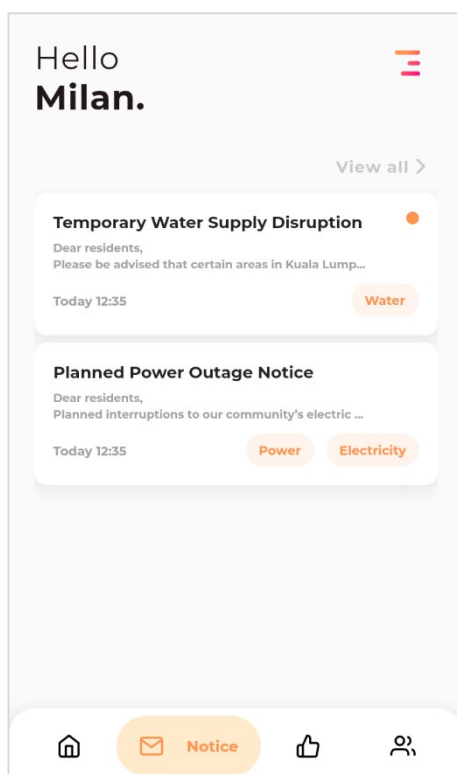 Hello
Milan.
View all
Temporary Water Supply Disruption
Dear residents,
Please be advised that certain areas in Kuala Lump...
Today 12:35
Water
Planned Power Outage Notice
Dear residents,
Planned interruptions to our community's electric ...
Today 12:35
Power
Electricity
Notice